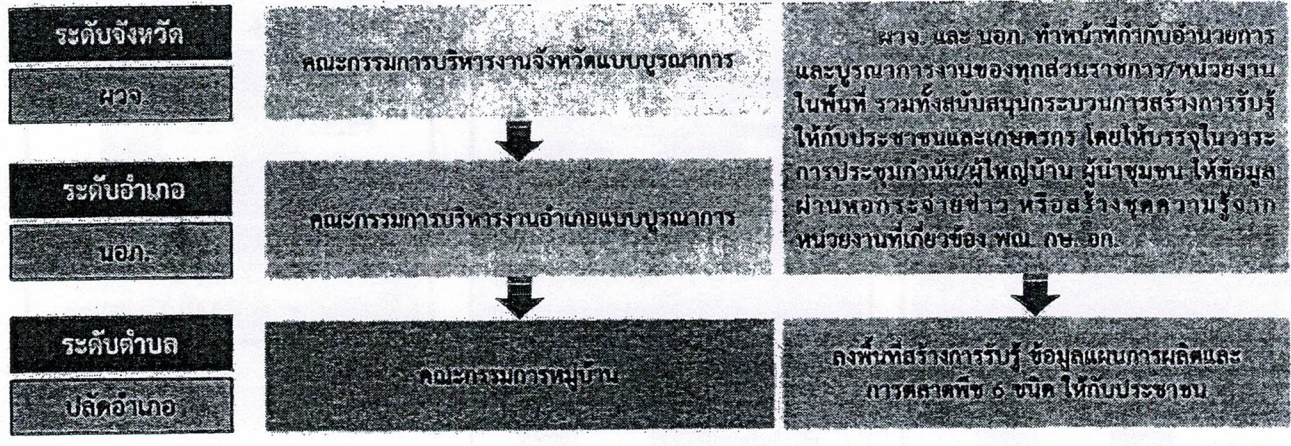 ระดับจังหวัด
ผวจ.
คณะกรรมการบริหารงานจังหวัดแบบบูรณาการ
ผวจ. และ นอภ. ทำหน้าที่กำกับอำนวยการ
และบูรณาการงานของทุกส่วนราชการ/หน่วยงาน
ในพื้นที่ รวมทั้งสนับสนุนกระบวนการสร้างการรับรู้
ให้กับประชาชนและเกษตรกร โดยให้บรรจุในวาระ
การประชุมกำนัน/ผู้ใหญ่บ้าน ผู้นำชุมชน ให้ข้อมูล
ผ่านหอกระจายข่าว หรือสร้างชุดความรู้จาก
หน่วยงานที่เกี่ยวข้อง พณ. กษ. อก.
ระดับอำเภอ
นอภ.
คณะกรรมการบริหารงานอำเภอแบบบูรณาการ
ระดับตำบล
ปลัดอำเภอ
คณะกรรมการหมู่บ้าน
ลงพื้นที่สร้างการรับรู้ ข้อมูลแผนการผลิตและ
การตลาดพืช ๖ ชนิด ให้กับประชาชน